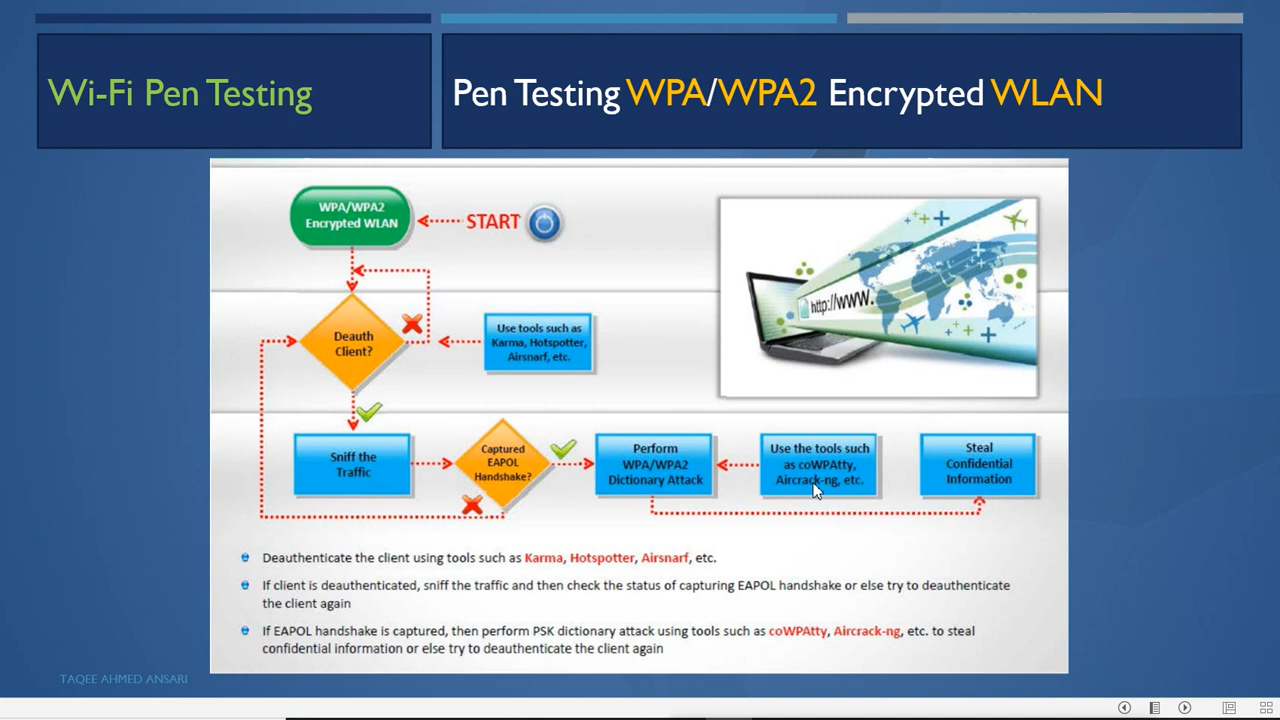 Wi-Fi Pen Testing
Pen Testing WPA/WPA2 Encrypted WLAN
WPA/WPA2
Encrypted WLAN
START
http://www.
Deauth
Client?
Use tools such as
Karma, Hotspotter,
Airsnarf, etc.
Sniff the
Traffic
Captured
EAPOL
Handshake?
Perform
WPA/WPA2
Dictionary Attack
Use the tools such
as coWPAtty,
Aircrack-ng, etc.
Steal
Confidential
Information
Deauthenticate the client using tools such as Karma, Hotspotter, Airsnarf, etc.
If client is deauthenticated, sniff the traffic and then check the status of capturing EAPOL handshake or else try to deauthenticate
the client again
If EAPOL handshake is captured, then perform PSK dictionary attack using tools such as coWPAtty, Aircrack-ng, etc. to steal
confidential information or else try to deauthenticate the client again
TAQEE AHMED ANSARI